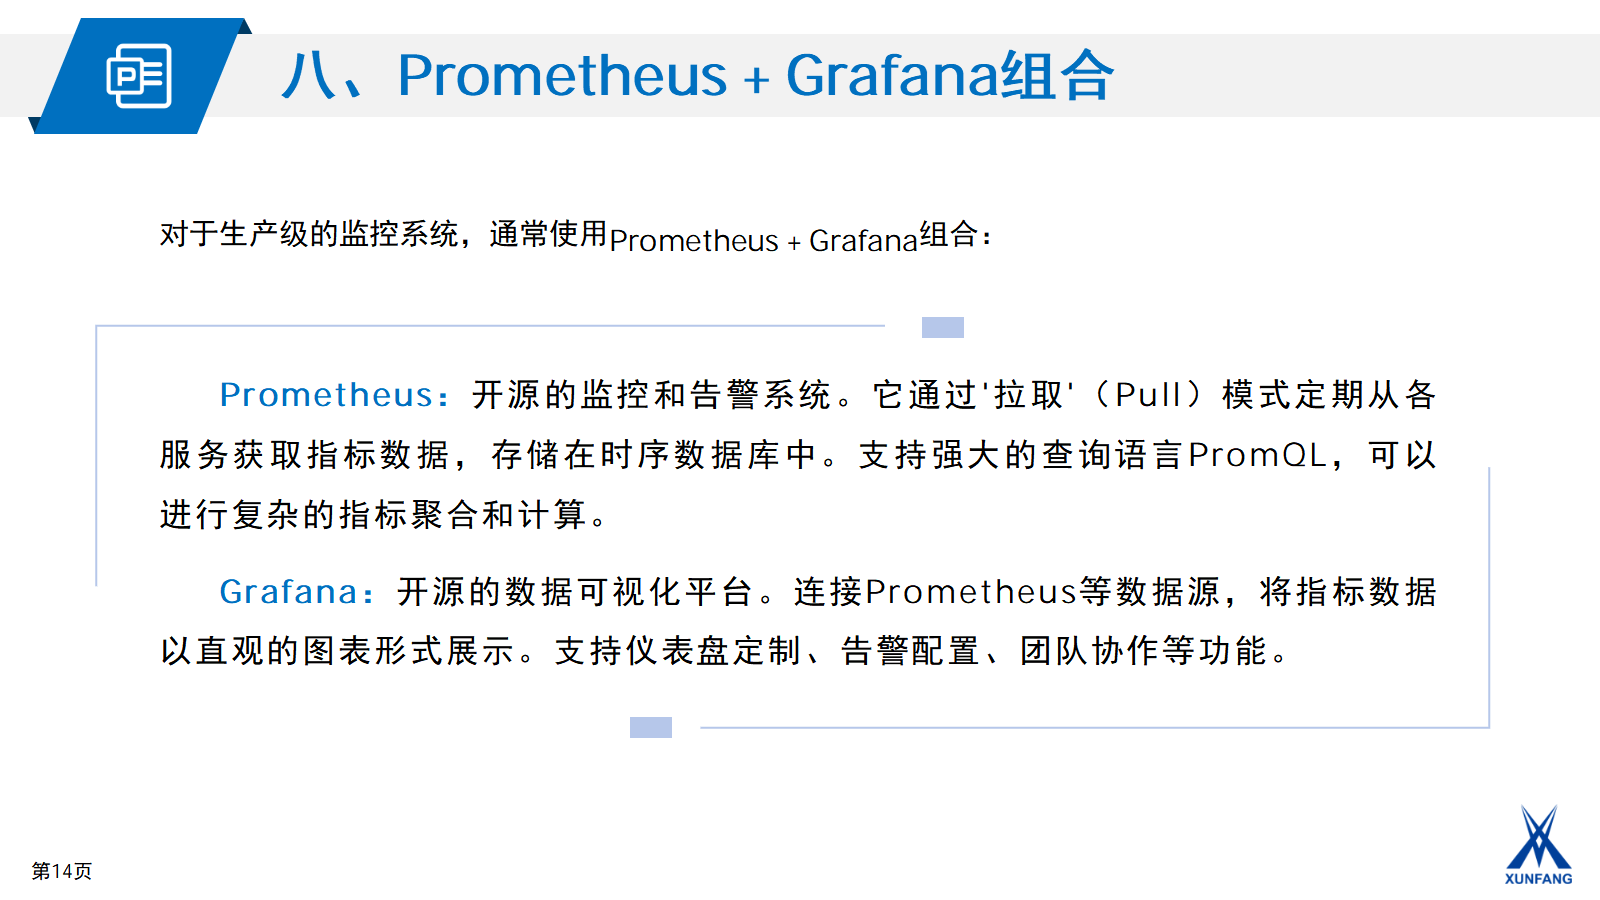 八、Prometheus + Grafana组合
对于生产级的监控系统，通常使用Prometheus + Grafana组合：
Prometheus：开源的监控和告警系统。它通过'拉取'（Pull）模式定期从各
服务获取指标数据，存储在时序数据库中。支持强大的查询语言PromQL，可以
进行复杂的指标聚合和计算。
Grafana：开源的数据可视化平台。连接Prometheus等数据源，将指标数据
以直观的图表形式展示。支持仪表盘定制、告警配置、团队协作等功能。
第14页
XUNFANG